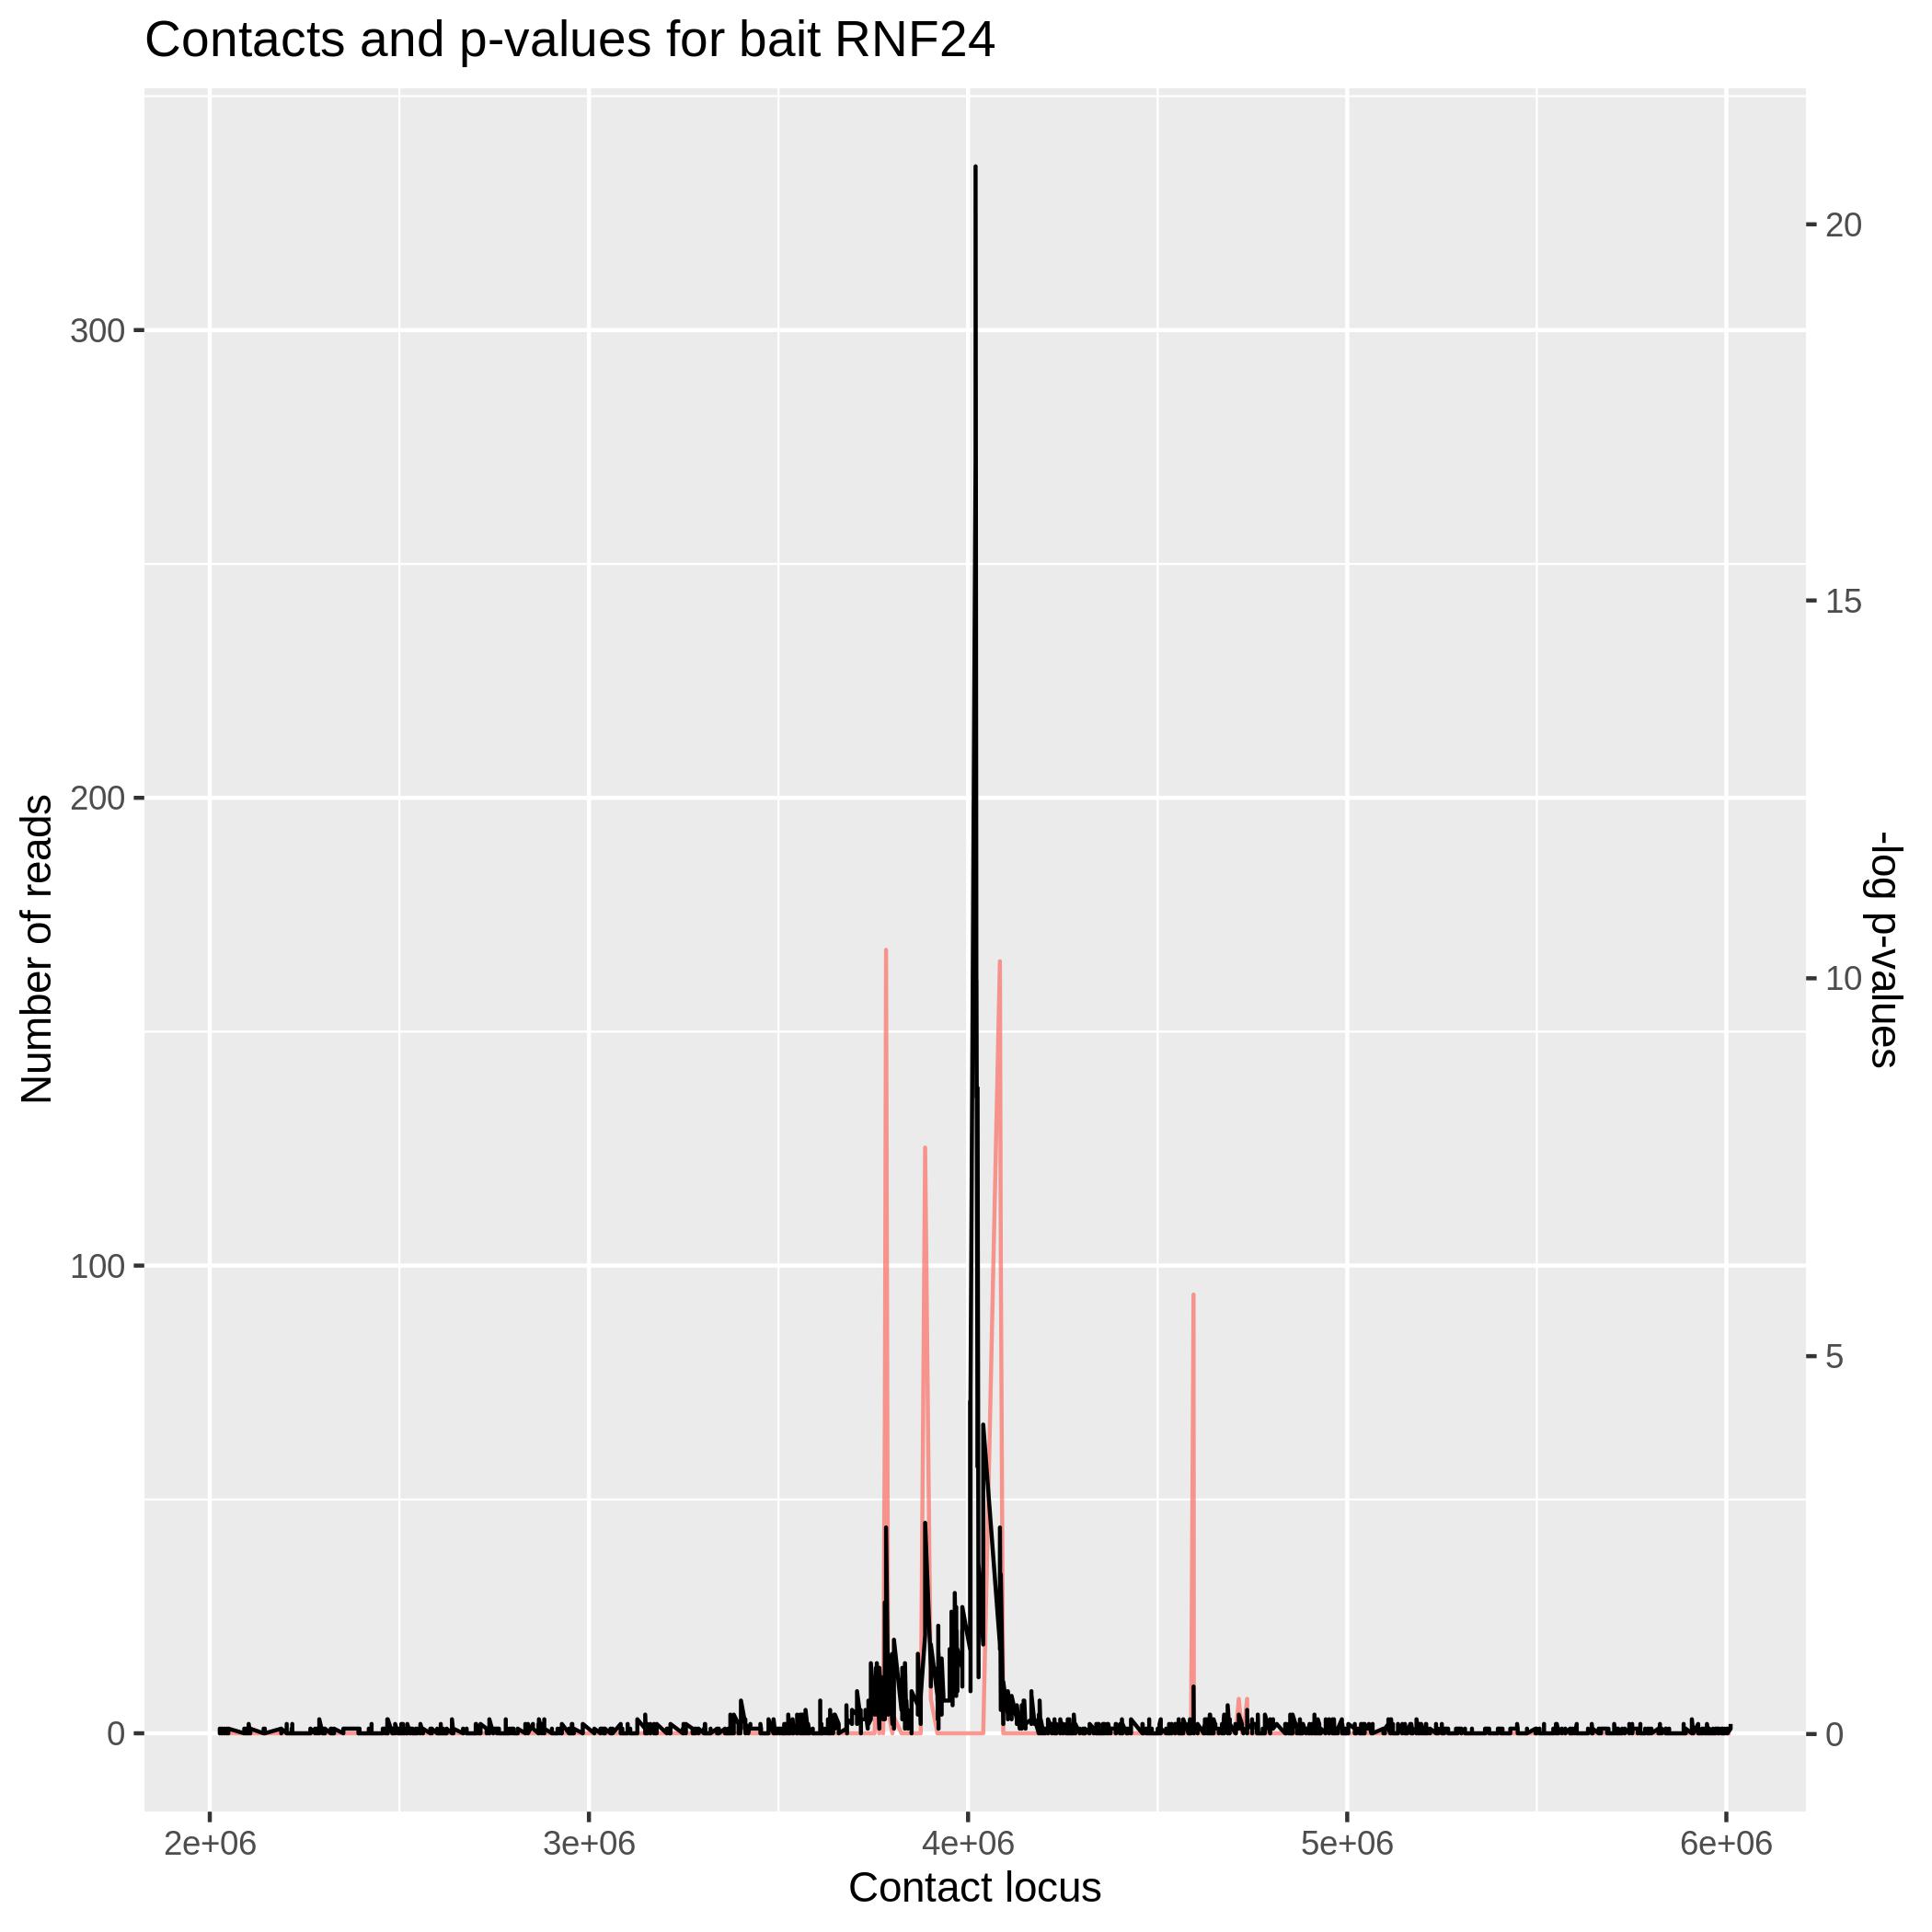 Contacts and p-values for bait RNF24
Number of reads
300
200
100
0
20
15
10
5
0
-log p-values
2e+06 3e+06 4e+06 5e+06 6e+06
Contact locus